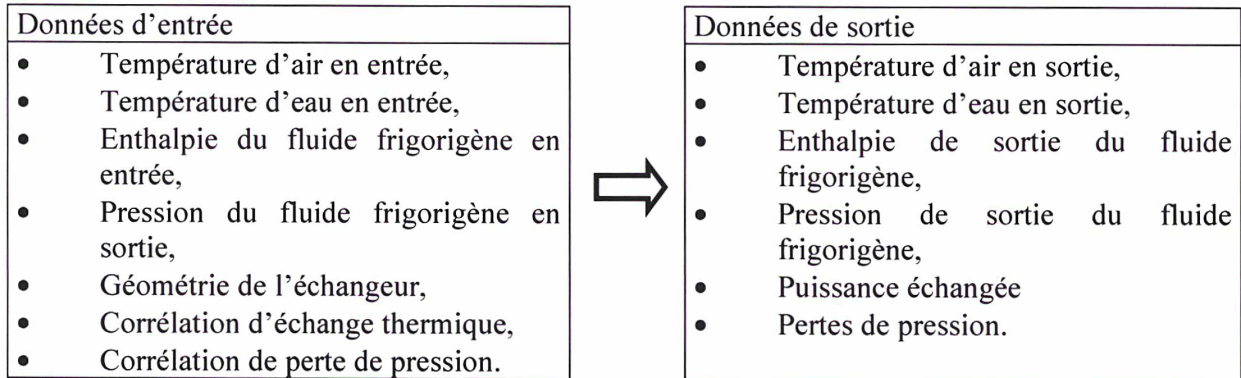 Données d'entrée
• Température d'air en entrée,
• Température d'eau en entrée,
• Enthalpie du fluide frigorigène en
entrée,
• Pression du fluide frigorigène en
sortie,
• Géométrie de l'échangeur,
• Corrélation d'échange thermique,
• Corrélation de perte de pression.
Données de sortie
• Température d'air en sortie,
• Température d'eau en sortie,
• Enthalpie de sortie du fluide
frigorigène,
• Pression de sortie du fluide
frigorigène,
• Puissance échangée
• Pertes de pression.